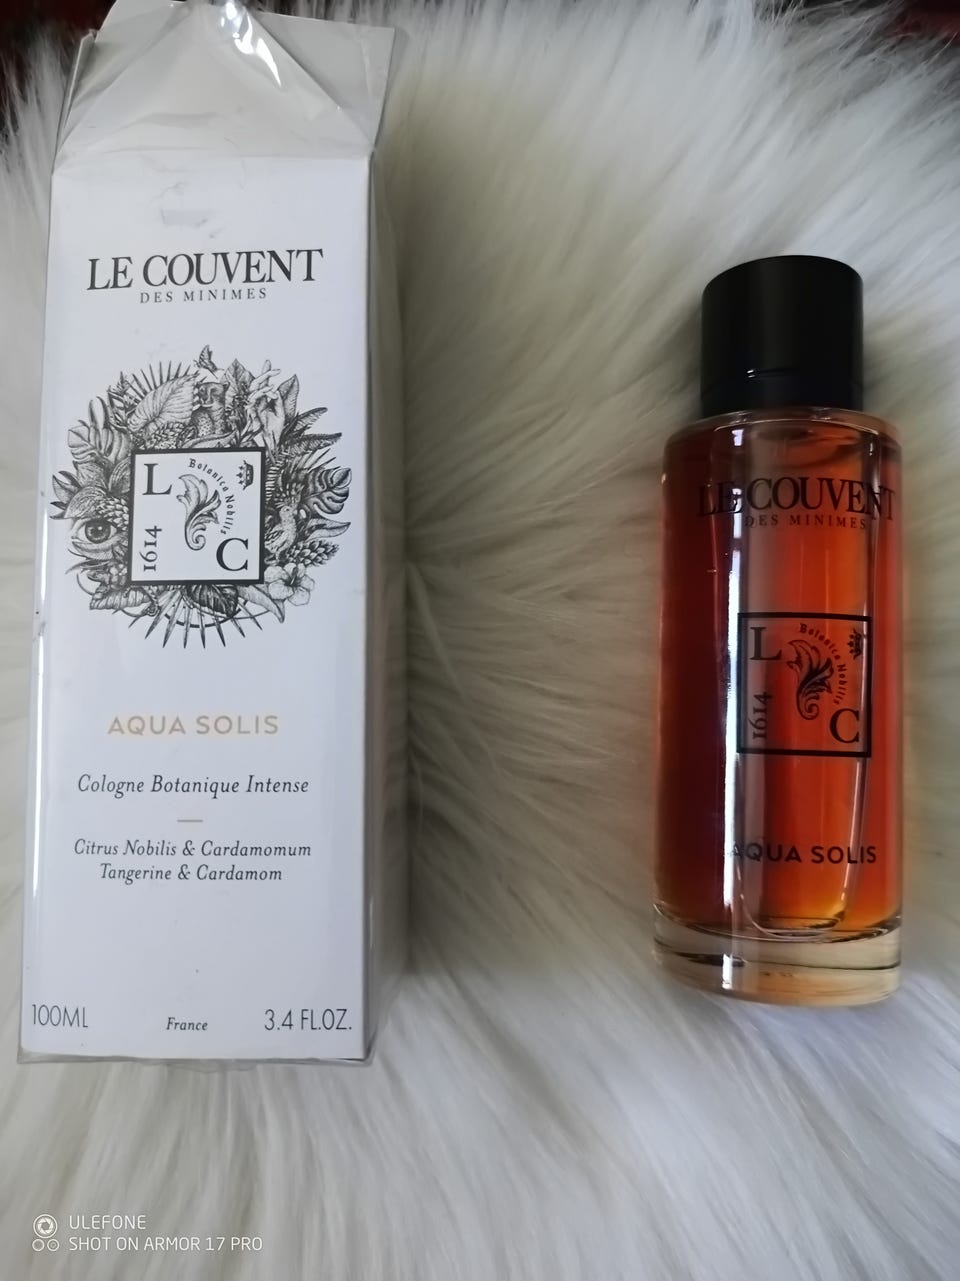 LE COUVENT
DES MINIMES
L
Botanica Nobilis
1614
C
AQUA SOLIS
Cologne Botanique Intense
Citrus Nobilis & Cardamomum
Tangerine & Cardamom
100ML
France
3.4 FL.OZ.
LE COUVENT
DES MINIMES
L
Botanica Nobilis
1614
C
AQUA SOLIS
ULEFONE
SHOT ON ARMOR 17 PRO